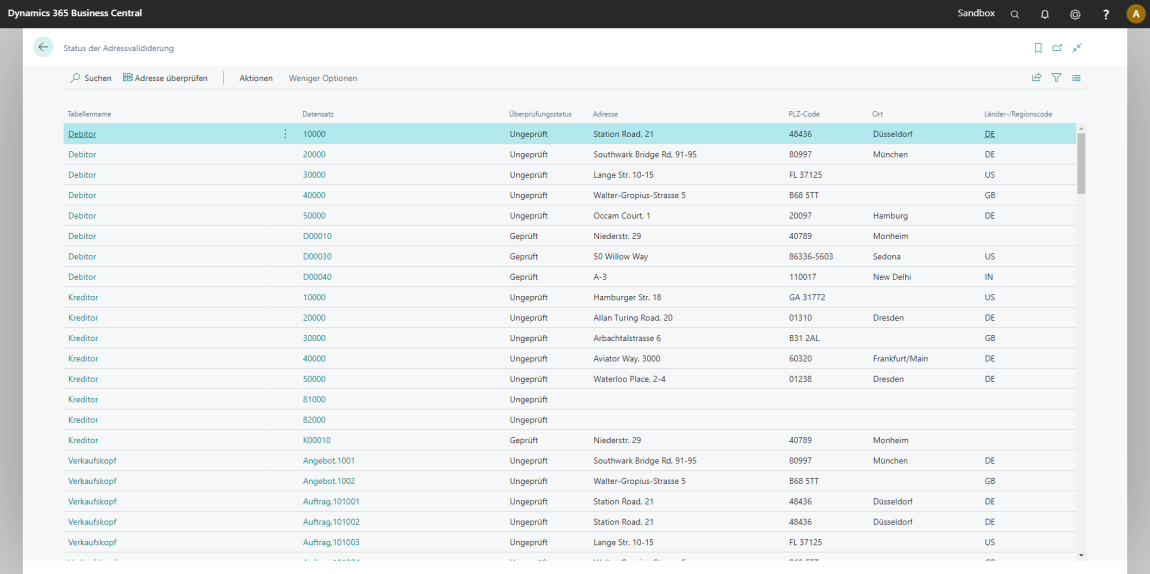 Dynamics 365 Business Central Sandbox ? A
Status der Adressvalididerung
Suchen Adresse überprüfen Aktionen Weniger Optionen
Tabellenname Datensatz Überprüfungsstatus Adresse PLZ-Code Ort Länder-/Regionscode
Debitor 10000 Ungeprüft Station Road, 21 48436 Düsseldorf DE
Debitor 20000 Ungeprüft Southwark Bridge Rd, 91-95 80997 München DE
Debitor 30000 Ungeprüft Lange Str. 10-15 FL 37125 US
Debitor 40000 Ungeprüft Walter-Gropius-Strasse 5 B68 5TT GB
Debitor 50000 Ungeprüft Occam Court, 1 20097 Hamburg DE
Debitor D00010 Geprüft Niederstr. 29 40789 Monheim
Debitor D00030 Geprüft 50 Willow Way 86336-5603 Sedona US
Debitor D00040 Geprüft A-3 110017 New Delhi IN
Kreditor 10000 Ungeprüft Hamburger Str. 18 GA 31772 US
Kreditor 20000 Ungeprüft Allan Turing Road, 20 01310 Dresden DE
Kreditor 30000 Ungeprüft Arbachtalstrasse 6 B31 2AL GB
Kreditor 40000 Ungeprüft Aviator Way, 3000 60320 Frankfurt/Main DE
Kreditor 50000 Ungeprüft Waterloo Place, 2-4 01238 Dresden DE
Kreditor 81000 Ungeprüft
Kreditor 82000 Ungeprüft
Kreditor K00010 Geprüft Niederstr. 29 40789 Monheim
Verkaufskopf Angebot,1001 Ungeprüft Southwark Bridge Rd, 91-95 80997 München DE
Verkaufskopf Angebot,1002 Ungeprüft Walter-Gropius-Strasse 5 B68 5TT GB
Verkaufskopf Auftrag,101001 Ungeprüft Station Road, 21 48436 Düsseldorf DE
Verkaufskopf Auftrag,101002 Ungeprüft Station Road, 21 48436 Düsseldorf DE
Verkaufskopf Auftrag,101003 Ungeprüft Lange Str. 10-15 FL 37125 US